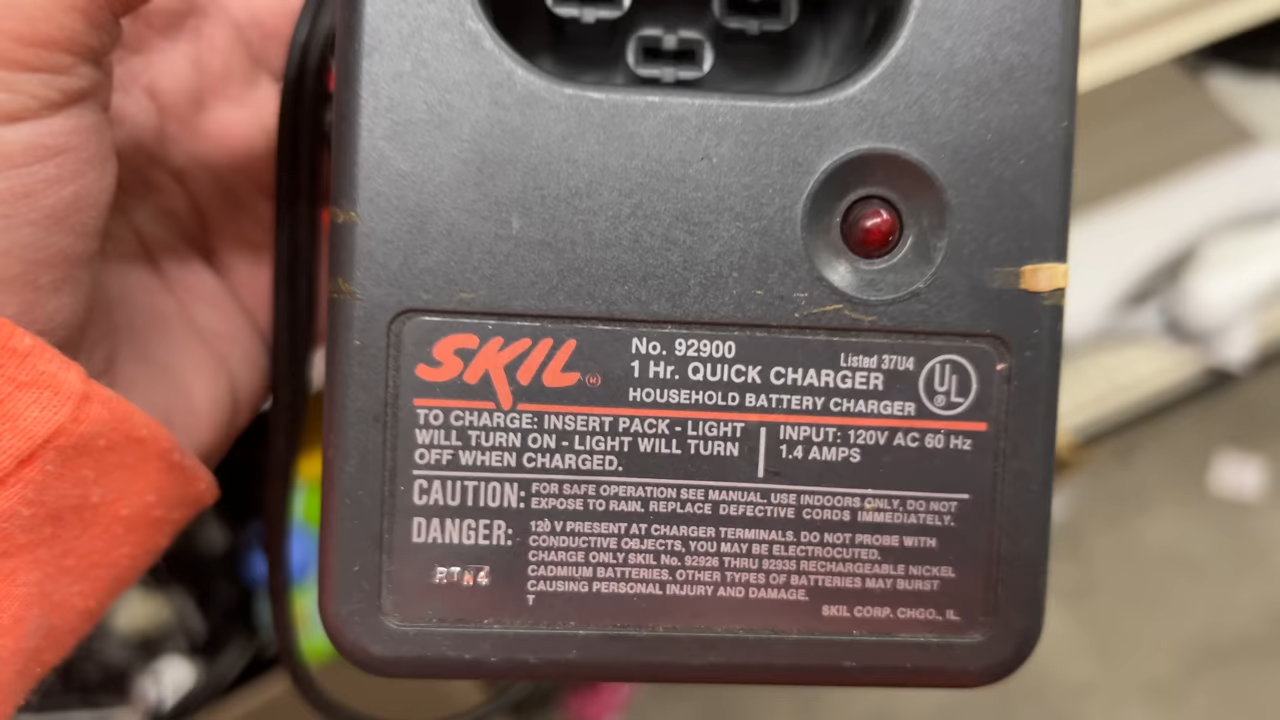 SKIL®
No. 92900
1 Hr. QUICK CHARGER
HOUSEHOLD BATTERY CHARGER
Listed 37U4
UL®
TO CHARGE: INSERT PACK - LIGHT
WILL TURN ON - LIGHT WILL TURN
OFF WHEN CHARGED.
INPUT: 120V AC 60 Hz
1.4 AMPS
CAUTION: FOR SAFE OPERATION SEE MANUAL. USE INDOORS ONLY, DO NOT
EXPOSE TO RAIN. REPLACE DEFECTIVE CORDS IMMEDIATELY.
DANGER: 120 V PRESENT AT CHARGER TERMINALS. DO NOT PROBE WITH
CONDUCTIVE OBJECTS, YOU MAY BE ELECTROCUTED.
CHARGE ONLY SKIL No. 92926 THRU 92935 RECHARGEABLE NICKEL
CADMIUM BATTERIES. OTHER TYPES OF BATTERIES MAY BURST
CAUSING PERSONAL INJURY AND DAMAGE.
T
SKIL CORP. CHGO., IL.